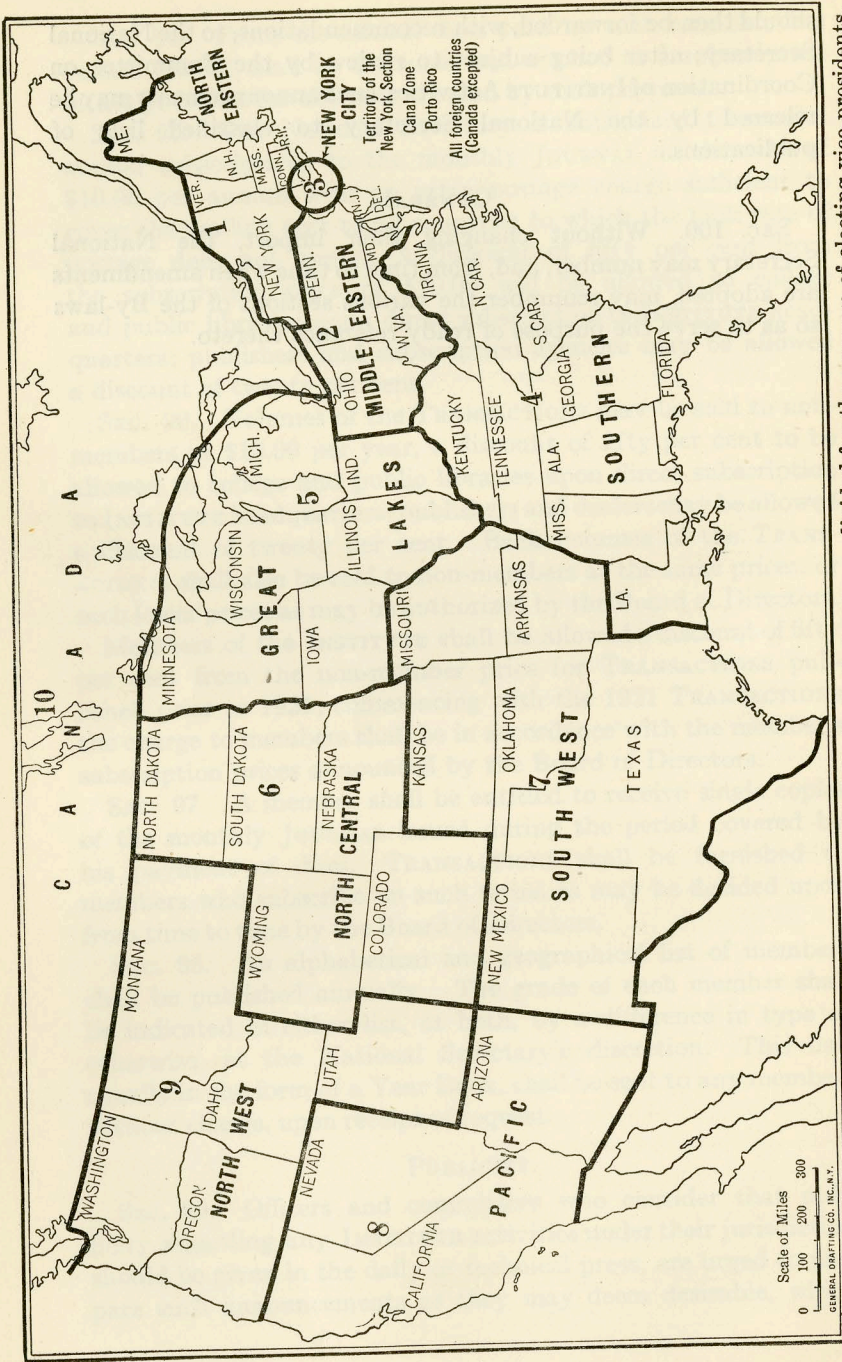 CANADA
10
ME.
NORTH
EASTERN
VER.
N.H.
MASS.
CONN.
R.I.
1
NEW YORK
3
NEW YORK
CITY
Territory of the
New York Section
Canal Zone
Porto Rico
All foreign countries
(Canada excepted)
PENN.
N.J.
DEL.
MD.
2
OHIO
MIDDLE EASTERN
W.VA.
VIRGINIA
N.CAR.
S.CAR.
KENTUCKY
TENNESSEE
4
GEORGIA
ALA.
MISS.
FLORIDA
SOUTHERN
MICH.
WISCONSIN
MINNESOTA
5
IND.
ILLINOIS
IOWA
GREAT
LAKES
MISSOURI
ARKANSAS
LA.
NORTH DAKOTA
SOUTH DAKOTA
6
NEBRASKA
NORTH CENTRAL
WYOMING
COLORADO
KANSAS
OKLAHOMA
7
SOUTH WEST
TEXAS
NEW MEXICO
MONTANA
WASHINGTON
9
IDAHO
OREGON
NORTH WEST
UTAH
NEVADA
ARIZONA
8
CALIFORNIA
PACIFIC
Scale of Miles
0 100 200 300
GENERAL DRAFTING CO. INC., N.Y.
of selecting vice presidents